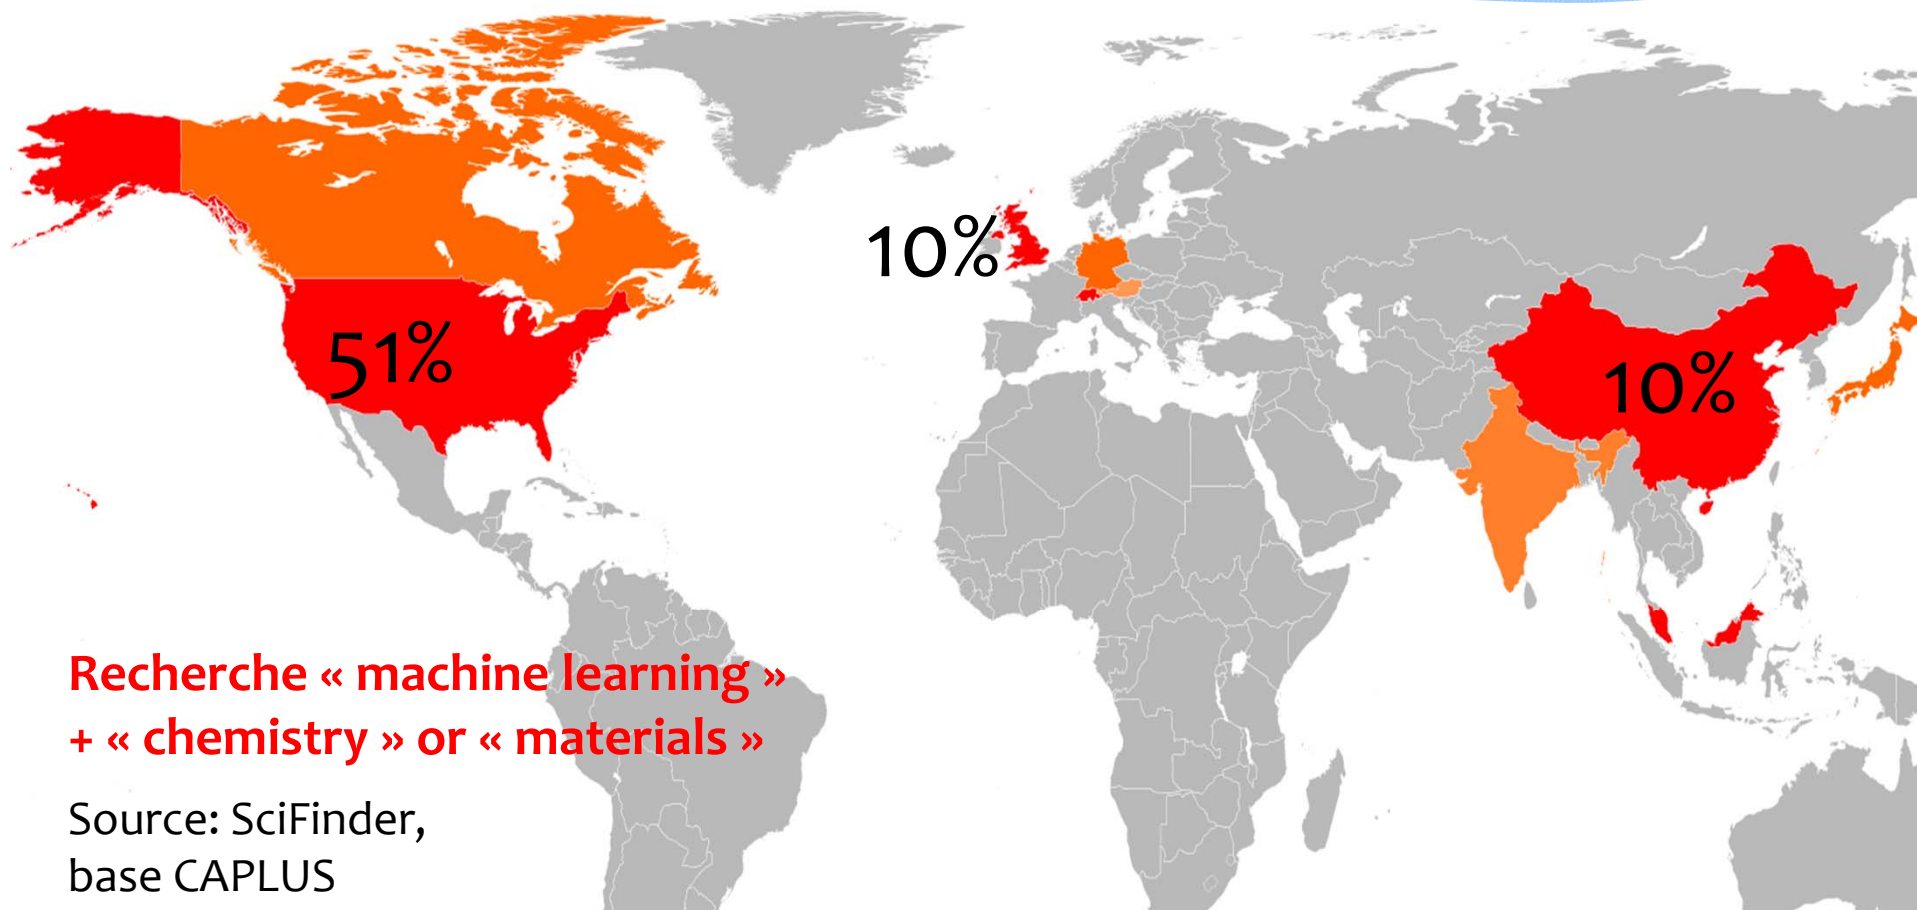 10%
51%
10%
Recherche « machine learning »
+ « chemistry » or « materials »
Source: SciFinder,
base CAPLUS